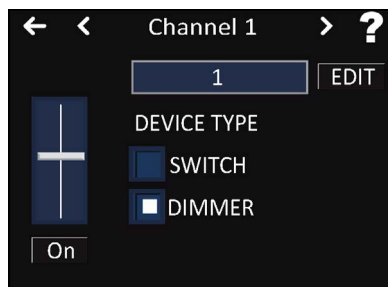 Channel 1
?
1
EDIT
DEVICE TYPE
SWITCH
DIMMER
On